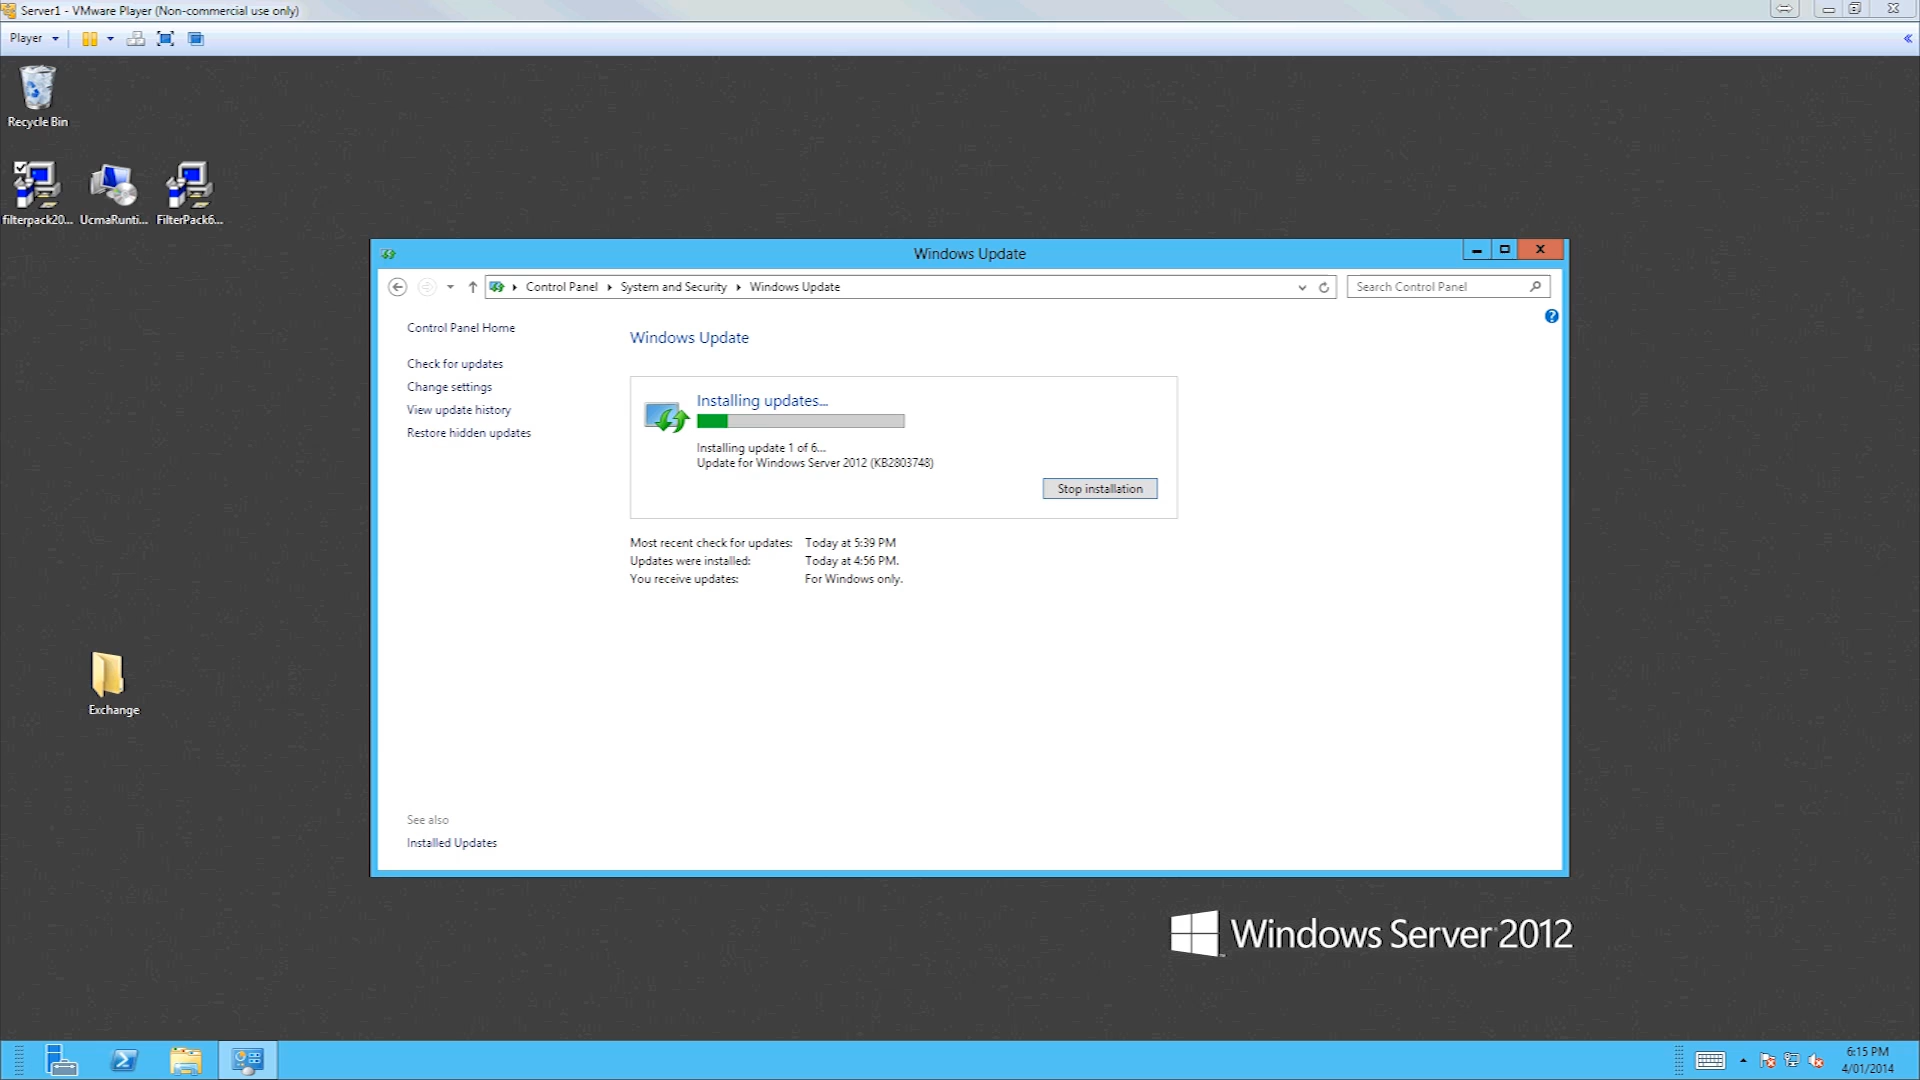 Server1 - VMware Player (Non-commercial use only)
Player
Recycle Bin
filterpack20...
UcmaRunti...
FilterPack6...
Windows Update
Control Panel
System and Security
Windows Update
Search Control Panel
Control Panel Home
Check for updates
Change settings
View update history
Restore hidden updates
Windows Update
Installing updates...
Installing update 1 of 6...
Update for Windows Server 2012 (KB2803748)
Stop installation
Most recent check for updates: Today at 5:39 PM
Updates were installed: Today at 4:56 PM.
You receive updates: For Windows only.
Exchange
See also
Installed Updates
Windows Server 2012
6:15 PM
4/01/2014